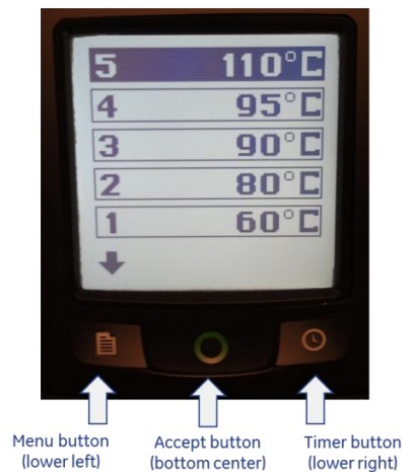 5 110°C
4 95°C
3 90°C
2 80°C
1 60°C
Menu button
(lower left)
Accept button
(bottom center)
Timer button
(lower right)